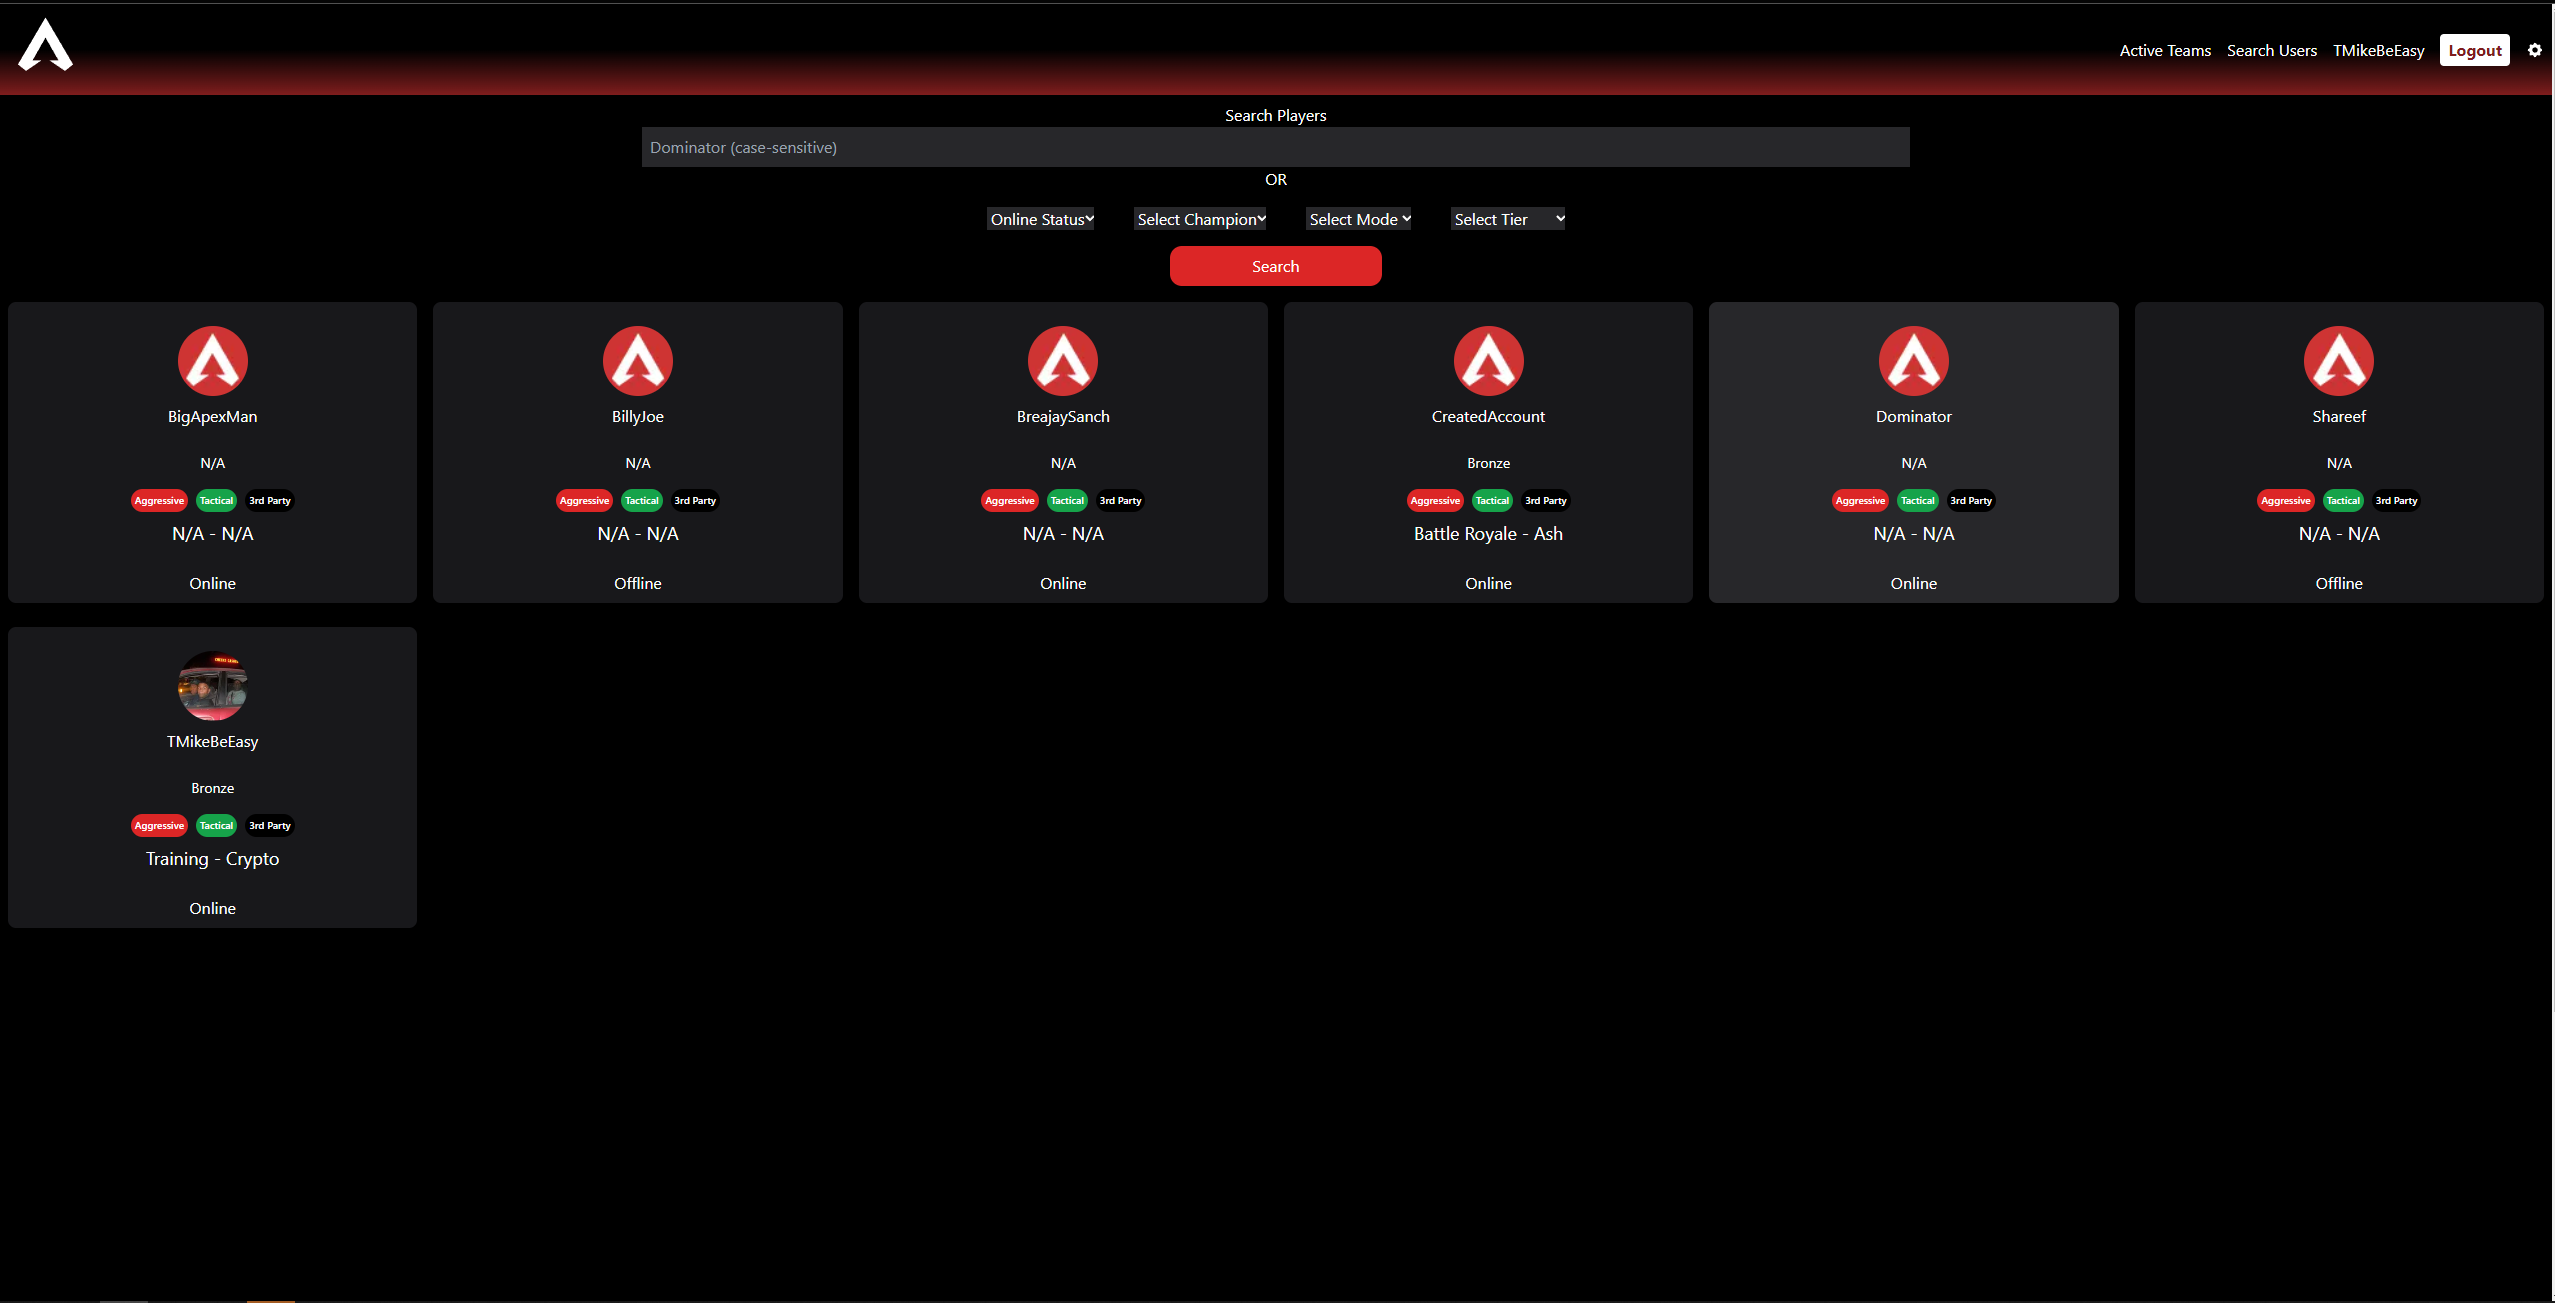 Active Teams Search Users TMikeBeEasy Logout
Search Players
Dominator (case-sensitive)
OR
Online Status Select Champion Select Mode Select Tier
Search
BigApexMan BillyJoe BreajaySanch CreatedAccount Dominator Shareef
N/A N/A N/A Bronze N/A N/A
Aggressive Tactical 3rd Party Aggressive Tactical 3rd Party Aggressive Tactical 3rd Party Aggressive Tactical 3rd Party Aggressive Tactical 3rd Party Aggressive Tactical 3rd Party
N/A - N/A N/A - N/A N/A - N/A Battle Royale - Ash N/A - N/A N/A - N/A
Online Offline Online Online Online Offline
TMikeBeEasy
Bronze
Aggressive Tactical 3rd Party
Training - Crypto
Online